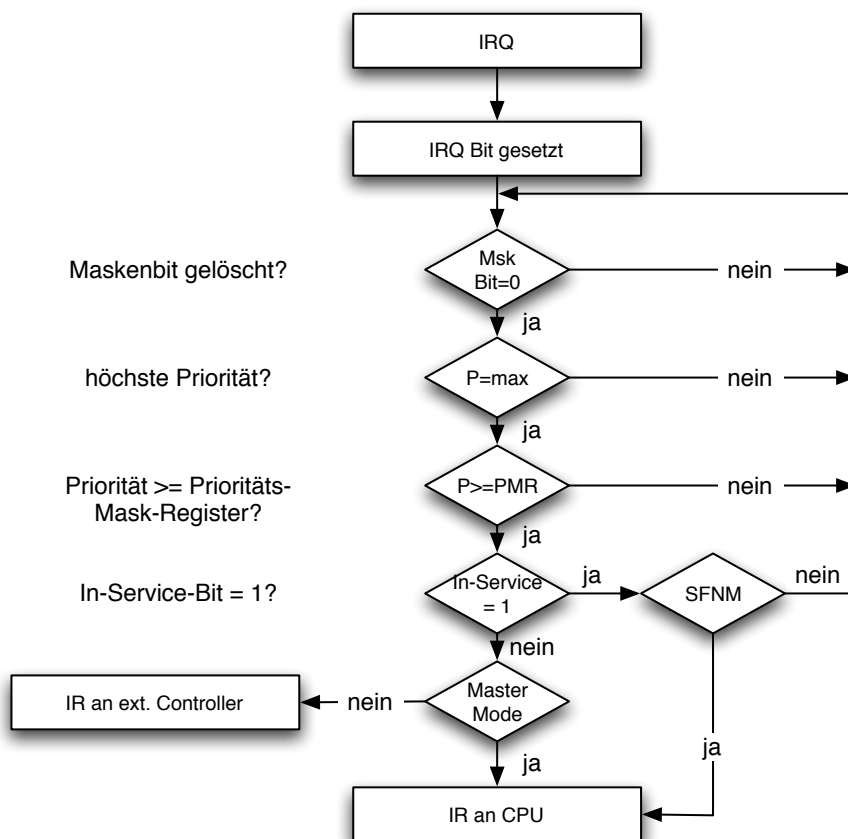 IRQ
IRQ Bit gesetzt
Maskenbit gelöscht?
Msk
Bit=0
nein
ja
höchste Priorität?
P=max
nein
ja
Priorität >= Prioritäts-
Mask-Register?
P>=PMR
nein
ja
In-Service-Bit = 1?
In-Service
= 1
ja
SFNM
nein
nein
IR an ext. Controller
nein
Master
Mode
ja
ja
IR an CPU